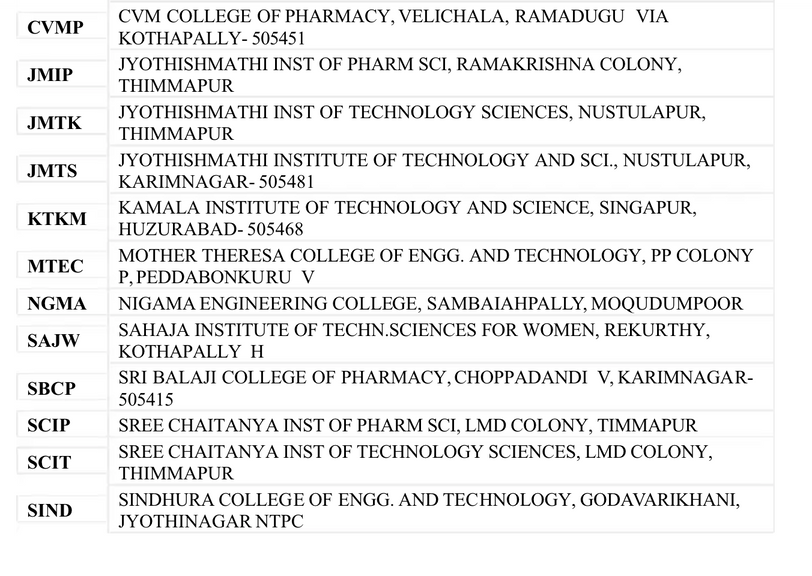 CVMP
CVM COLLEGE OF PHARMACY, VELICHALA, RAMADUGU VIA
KOTHAPALLY- 505451
JMIP
JYOTHISHMATHI INST OF PHARM SCI, RAMAKRISHNA COLONY,
THIMMAPUR
JMTK
JYOTHISHMATHI INST OF TECHNOLOGY SCIENCES, NUSTULAPUR,
THIMMAPUR
JMTS
JYOTHISHMATHI INSTITUTE OF TECHNOLOGY AND SCI., NUSTULAPUR,
KARIMNAGAR- 505481
KTKM
KAMALA INSTITUTE OF TECHNOLOGY AND SCIENCE, SINGAPUR,
HUZURABAD- 505468
MTEC
MOTHER THERESA COLLEGE OF ENGG. AND TECHNOLOGY, PP COLONY
P, PEDDABONKURU V
NGMA
NIGAMA ENGINEERING COLLEGE, SAMBAIAHPALLY, MOQUDUMPOOR
SAJW
SAHAJA INSTITUTE OF TECHN.SCIENCES FOR WOMEN, REKURTHY,
KOTHAPALLY H
SBCP
SRI BALAJI COLLEGE OF PHARMACY, CHOPPADANDI V, KARIMNAGAR-
505415
SCIP
SREE CHAITANYA INST OF PHARM SCI, LMD COLONY, TIMMAPUR
SCIT
SREE CHAITANYA INST OF TECHNOLOGY SCIENCES, LMD COLONY,
THIMMAPUR
SIND
SINDHURA COLLEGE OF ENGG. AND TECHNOLOGY, GODAVARIKHANI,
JYOTHINAGAR NTPC